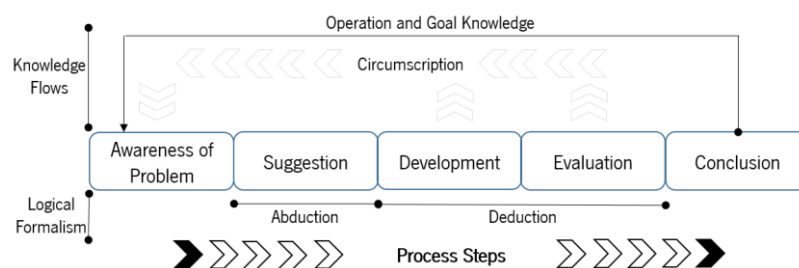 Operation and Goal Knowledge
Knowledge
Flows
Circumscription
Awareness of
Problem
Suggestion
Development
Evaluation
Conclusion
Logical
Formalism
Abduction
Deduction
Process Steps